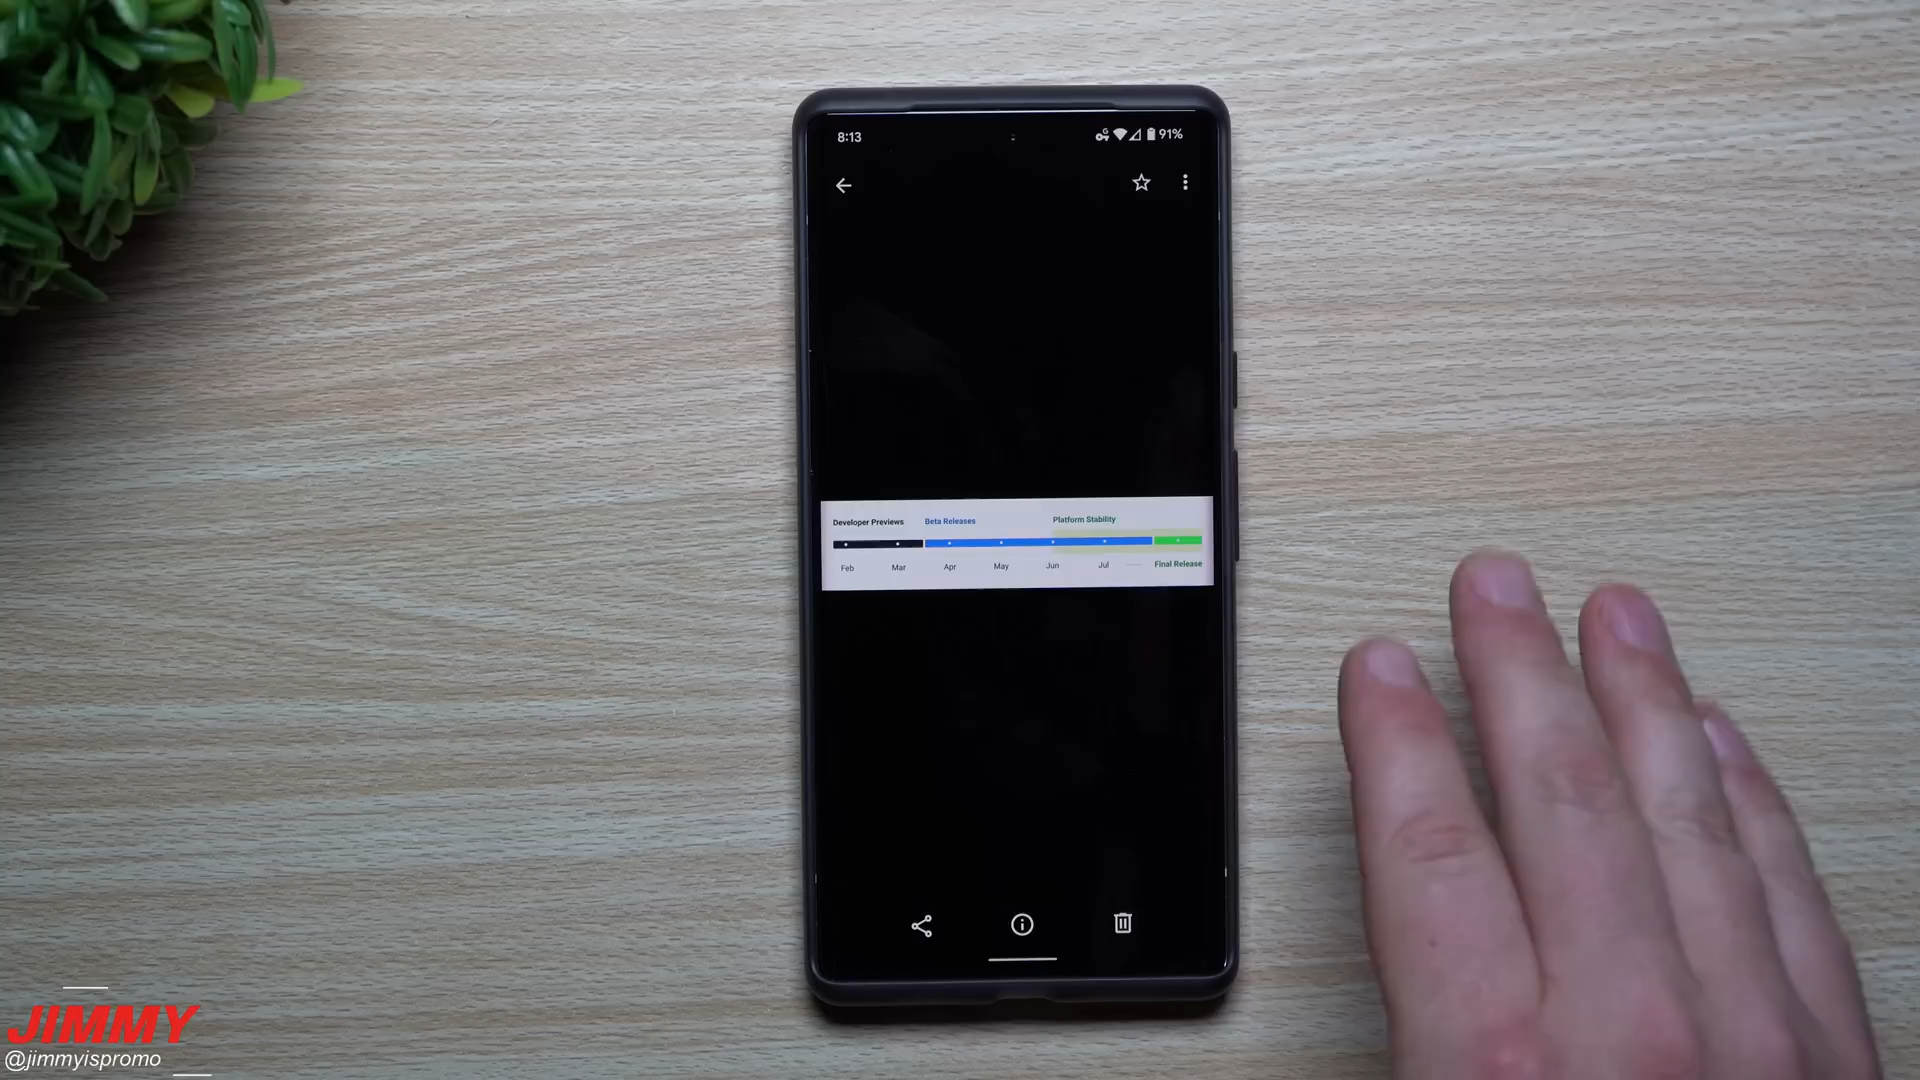 8:13
91%
Developer Previews Beta Releases Platform Stability
Feb Mar Apr May Jun Jul Final Release
JIMMY
@jimmyispromo